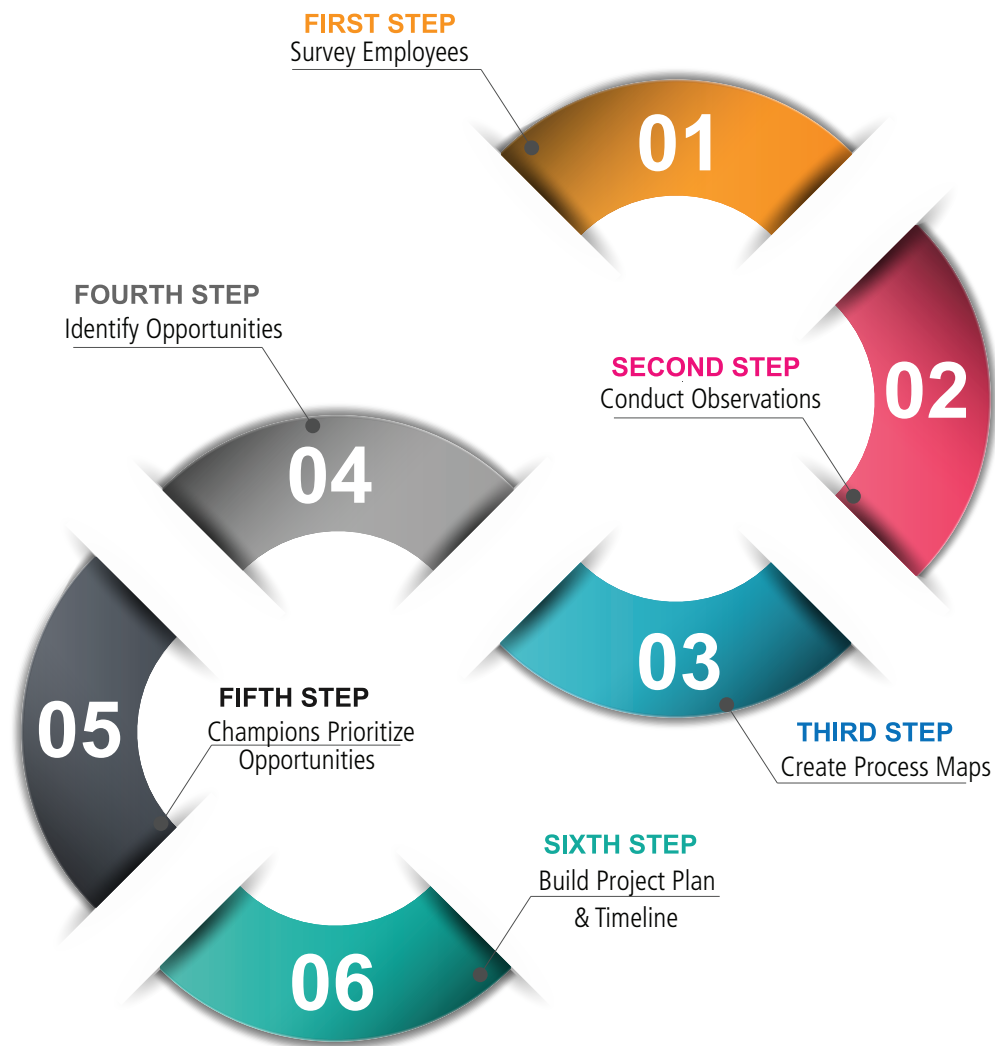 FIRST STEP
Survey Employees
01
SECOND STEP
Conduct Observations
02
03
THIRD STEP
Create Process Maps
FOURTH STEP
Identify Opportunities
04
05
FIFTH STEP
Champions Prioritize
Opportunities
SIXTH STEP
Build Project Plan
& Timeline
06